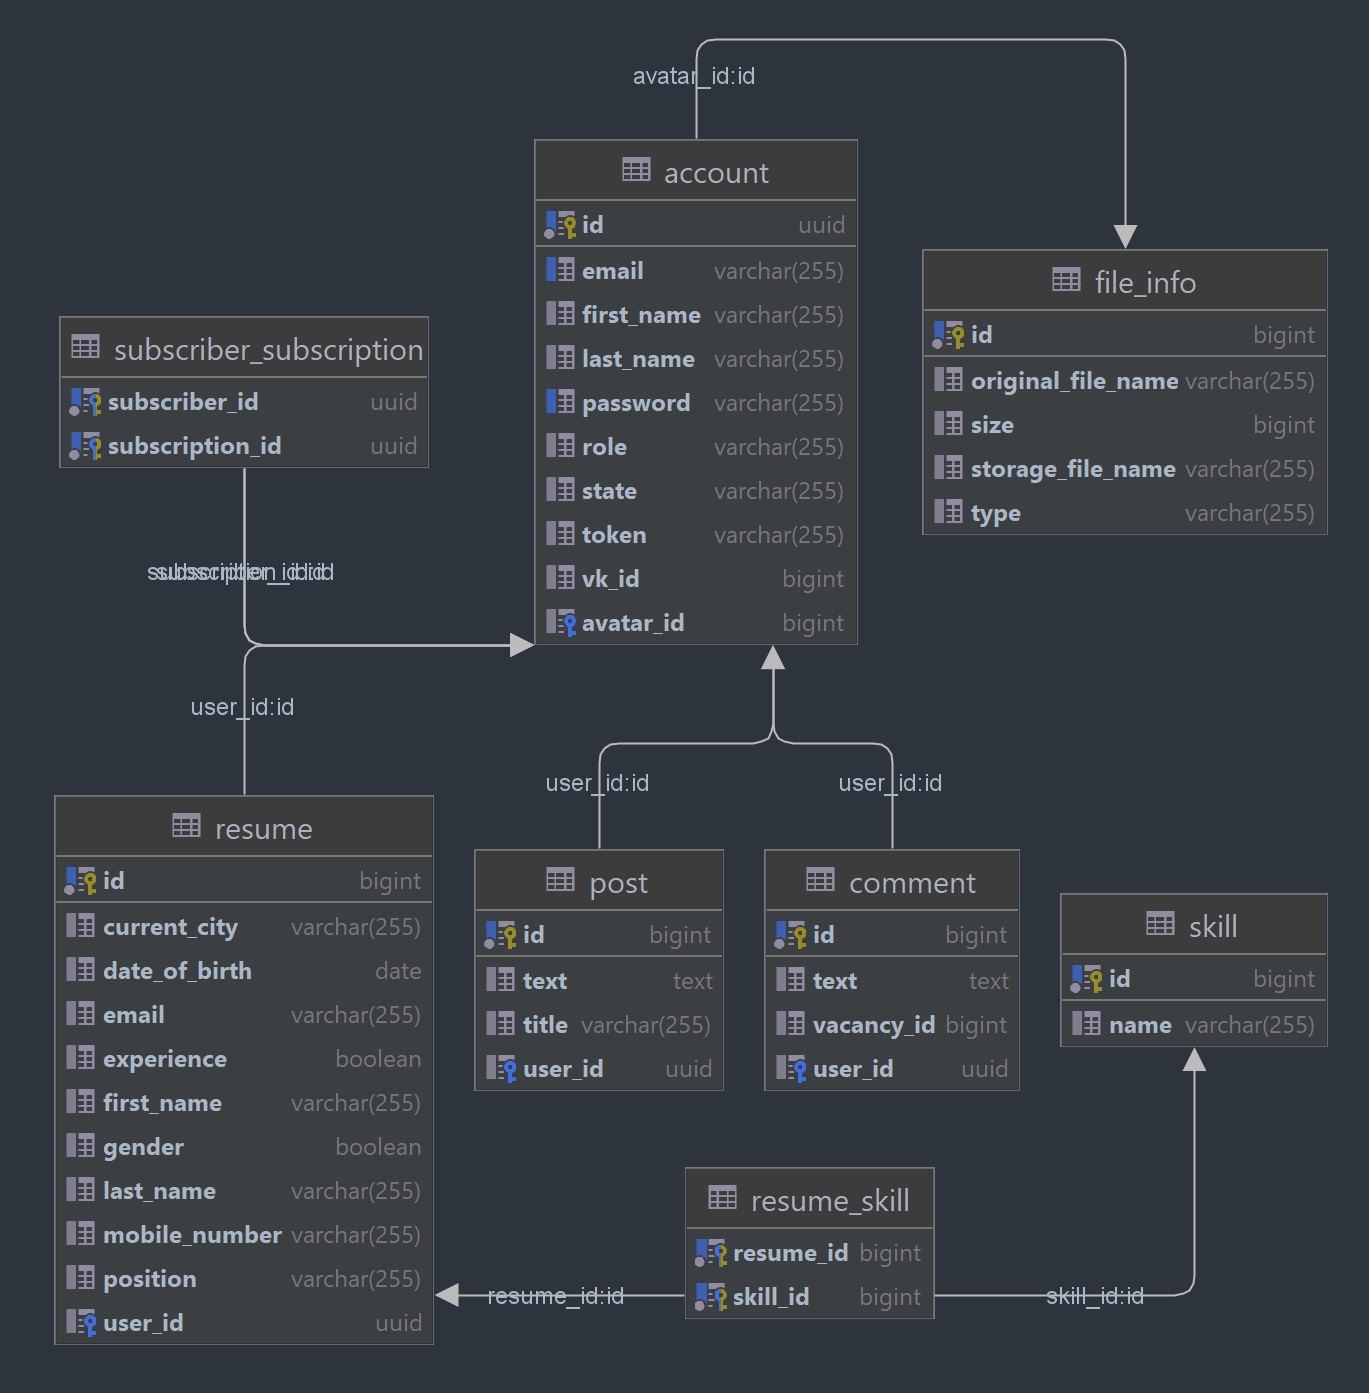 avatar_id:id
account
id uuid
email varchar(255)
first_name varchar(255)
last_name varchar(255)
password varchar(255)
role varchar(255)
state varchar(255)
token varchar(255)
vk_id bigint
avatar_id bigint
file_info
id bigint
original_file_name varchar(255)
size bigint
storage_file_name varchar(255)
type varchar(255)
subscriber_subscription
subscriber_id uuid
subscription_id uuid
user_id:id
user_id:id
user_id:id
resume
id bigint
current_city varchar(255)
date_of_birth date
email varchar(255)
experience boolean
first_name varchar(255)
gender boolean
last_name varchar(255)
mobile_number varchar(255)
position varchar(255)
user_id uuid
post
id bigint
text text
title varchar(255)
user_id uuid
comment
id bigint
text text
vacancy_id bigint
user_id uuid
skill
id bigint
name varchar(255)
resume_skill
resume_id bigint
skill_id bigint
resume_id:id
skill_id:id